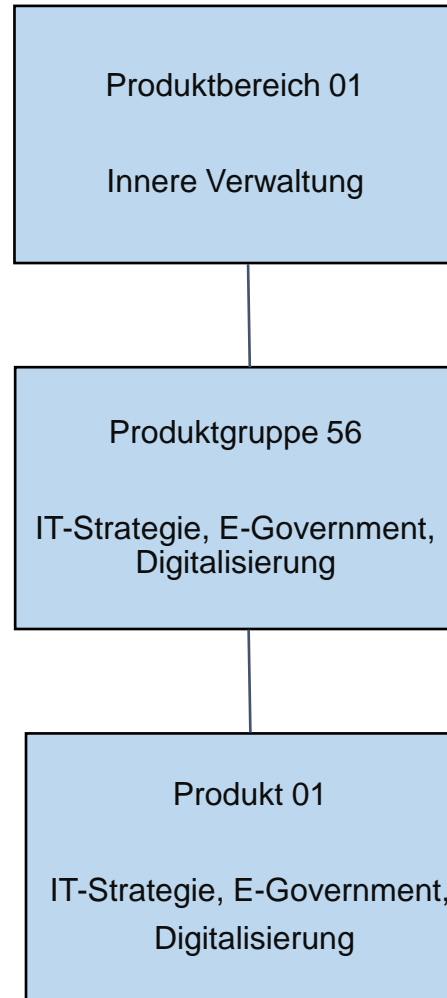 Produktbereich 01
Innere Verwaltung
Produktgruppe 56
IT-Strategie, E-Government,
Digitalisierung
Produkt 01
IT-Strategie, E-Government,
Digitalisierung